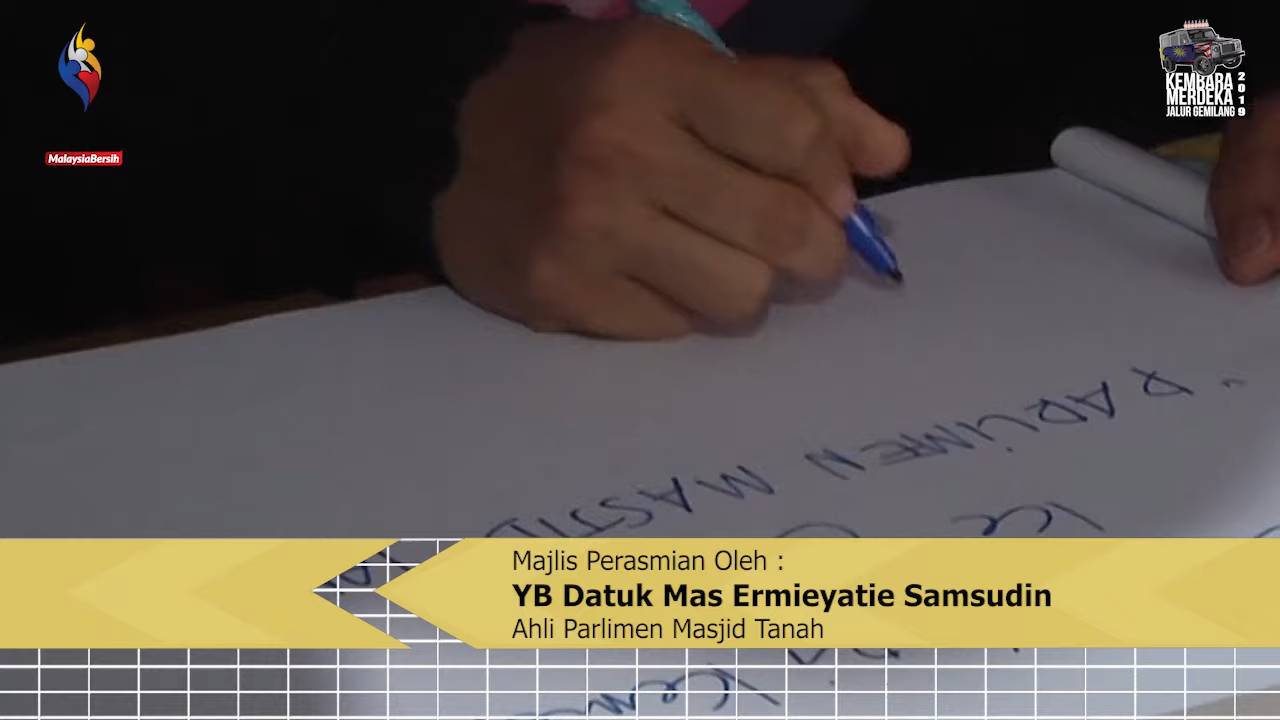 MalaysiaBersih
KEMBARA
MERDEKA
JALUR GEMILANG 2019
"PARLIMEN MASJID
Ke
Majlis Perasmian Oleh :
YB Datuk Mas Ermieyatie Samsudin
Ahli Parlimen Masjid Tanah